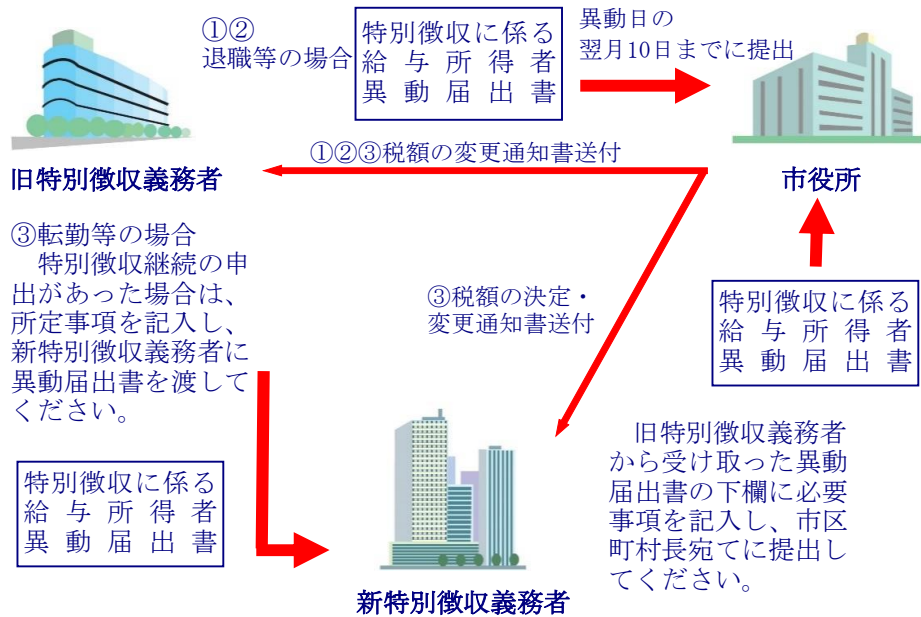 ①②
退職等の場合
特別徴収に係る
給与所得者
異動届出書
異動日の
翌月10日までに提出
①②③税額の変更通知書送付
旧特別徴収義務者
市役所
③転勤等の場合
　特別徴収継続の申
出があった場合は、
所定事項を記入し、
新特別徴収義務者に
異動届出書を渡して
ください。
③税額の決定・
変更通知書送付
特別徴収に係る
給与所得者
異動届出書
特別徴収に係る
給与所得者
異動届出書
　旧特別徴収義務者
から受け取った異動
届出書の下欄に必要
事項を記入し、市区
町村長宛てに提出し
てください。
新特別徴収義務者